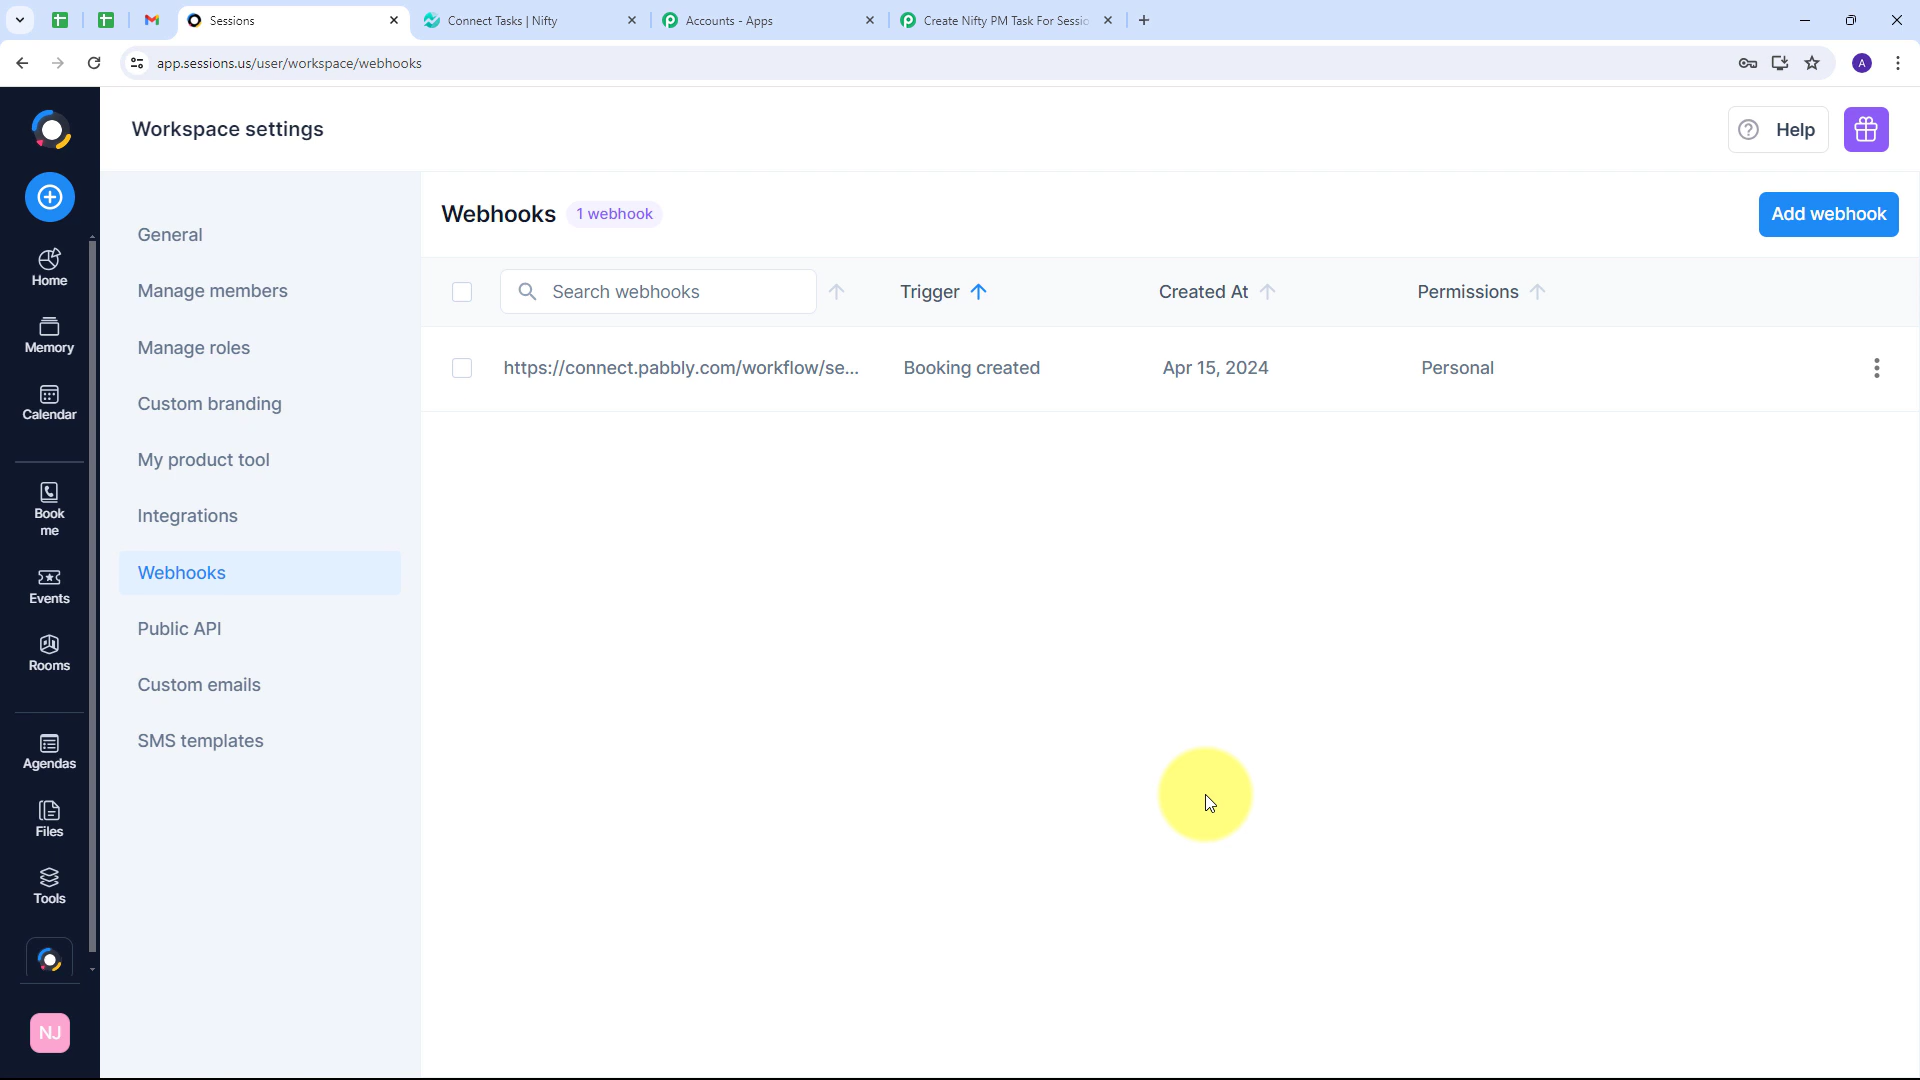 Sessions
Connect Tasks | Nifty
Accounts - Apps
Create Nifty PM Task For Sessio
app.sessions.us/user/workspace/webhooks
A
Workspace settings
Help
Home
Memory
Calendar
Book
me
Events
Rooms
Agendas
Files
Tools
NJ
General
Manage members
Manage roles
Custom branding
My product tool
Integrations
Webhooks
Public API
Custom emails
SMS templates
Webhooks 1 webhook
Add webhook
Search webhooks Trigger Created At Permissions
https://connect.pabbly.com/workflow/se... Booking created Apr 15, 2024 Personal